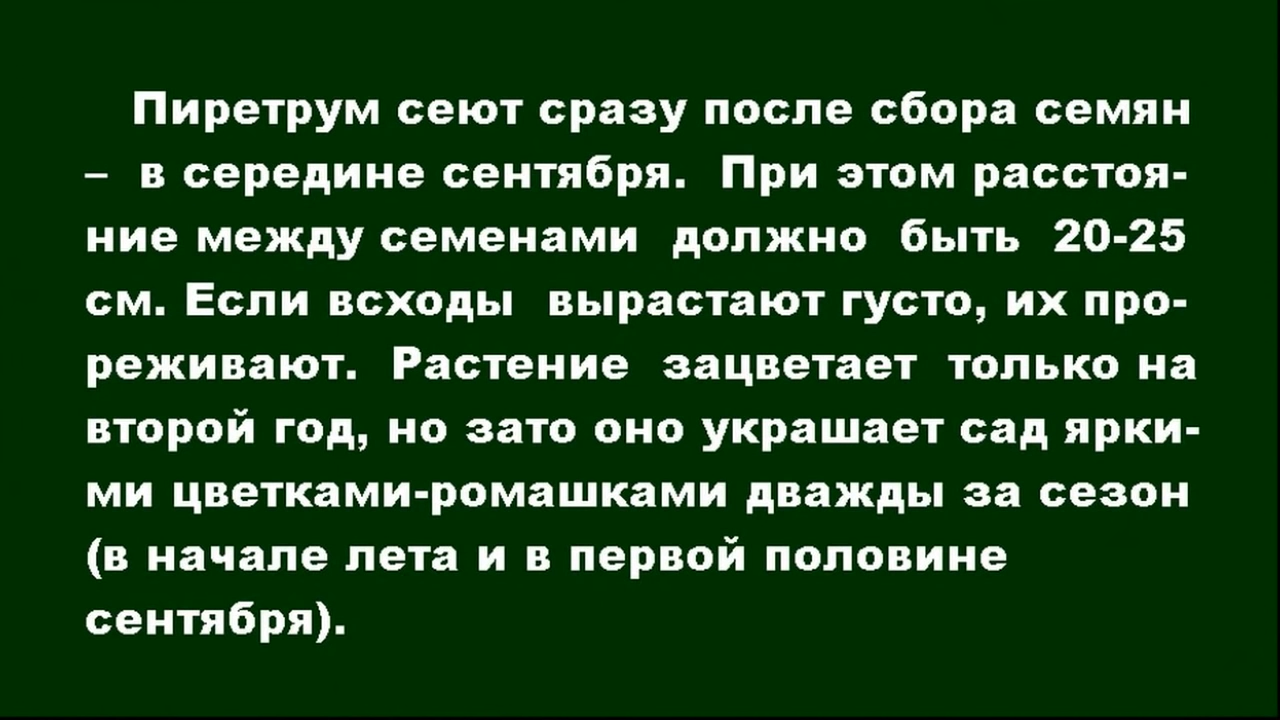 Пиретрум сеют сразу после сбора семян
– в середине сентября. При этом расстоя-
ние между семенами должно быть 20-25
см. Если всходы вырастают густо, их про-
реживают. Растение зацветает только на
второй год, но зато оно украшает сад ярки-
ми цветками-ромашками дважды за сезон
(в начале лета и в первой половине
сентября).